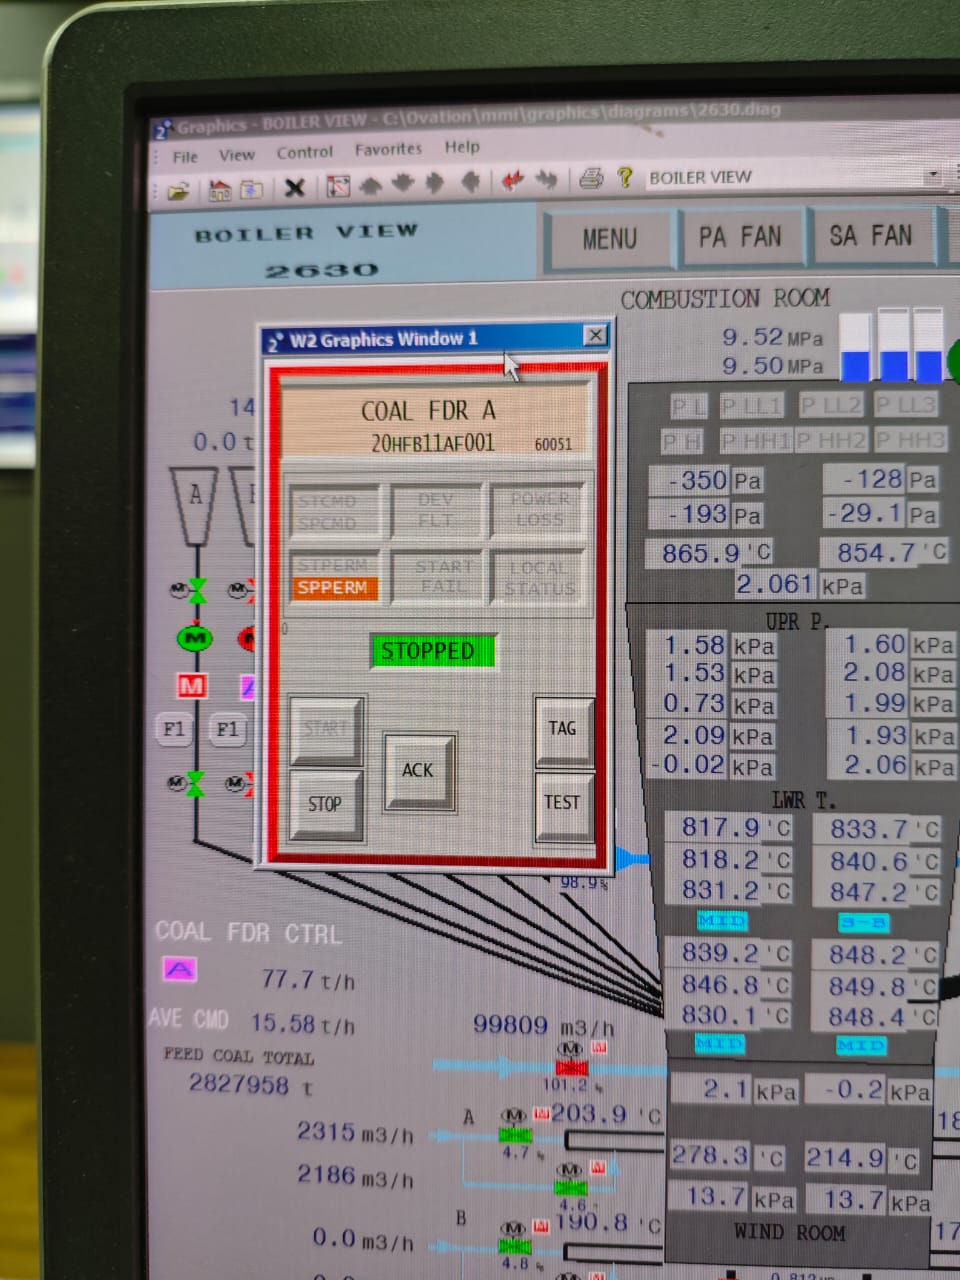 Graphics - BOILER VIEW - C:\Ovation\mmi\graphics\diagrams\2630.diag
File View Control Favorites Help
BOILER VIEW
BOILER VIEW
2630
MENU PA FAN SA FAN
COMBUSTION ROOM
9.52 MPa
9.50 MPa
P L P LL1 P LL2 P LL3
P H P HH1 P HH2 P HH3
-350 Pa -128 Pa
-193 Pa -29.1 Pa
865.9 'C 854.7 'C
2.061 kPa
UPR P.
1.58 kPa 1.60 kPa
1.53 kPa 2.08 kPa
0.73 kPa 1.99 kPa
2.09 kPa 1.93 kPa
-0.02 kPa 2.06 kPa
LWR T.
817.9 'C 833.7 'C
818.2 'C 840.6 'C
831.2 'C 847.2 'C
MID S-B
839.2 'C 848.2 'C
846.8 'C 849.8 'C
830.1 'C 848.4 'C
MID MID
2.1 kPa -0.2 kPa
278.3 'C 214.9 'C
13.7 kPa 13.7 kPa
WIND ROOM
W2 Graphics Window 1
COAL FDR A
20HFB11AF001 60051
STCMD DEV POWER
SPCMD FLT LOSS
STPERM START LOCAL
SPPERM FAIL STATUS
0
STOPPED
START
STOP
ACK
TAG
TEST
14
0.0 t
A
M M
M
M
F1 F1
M M
98.9%
COAL FDR CTRL
A 77.7 t/h
AVE CMD 15.58 t/h
FEED COAL TOTAL
2827958 t
99809 m3/h
M M
101.2 %
2315 m3/h
A M M 203.9 'C
4.7 %
2186 m3/h
M M
4.6
B M M 190.8 'C
0.0 m3/h
4.8 %